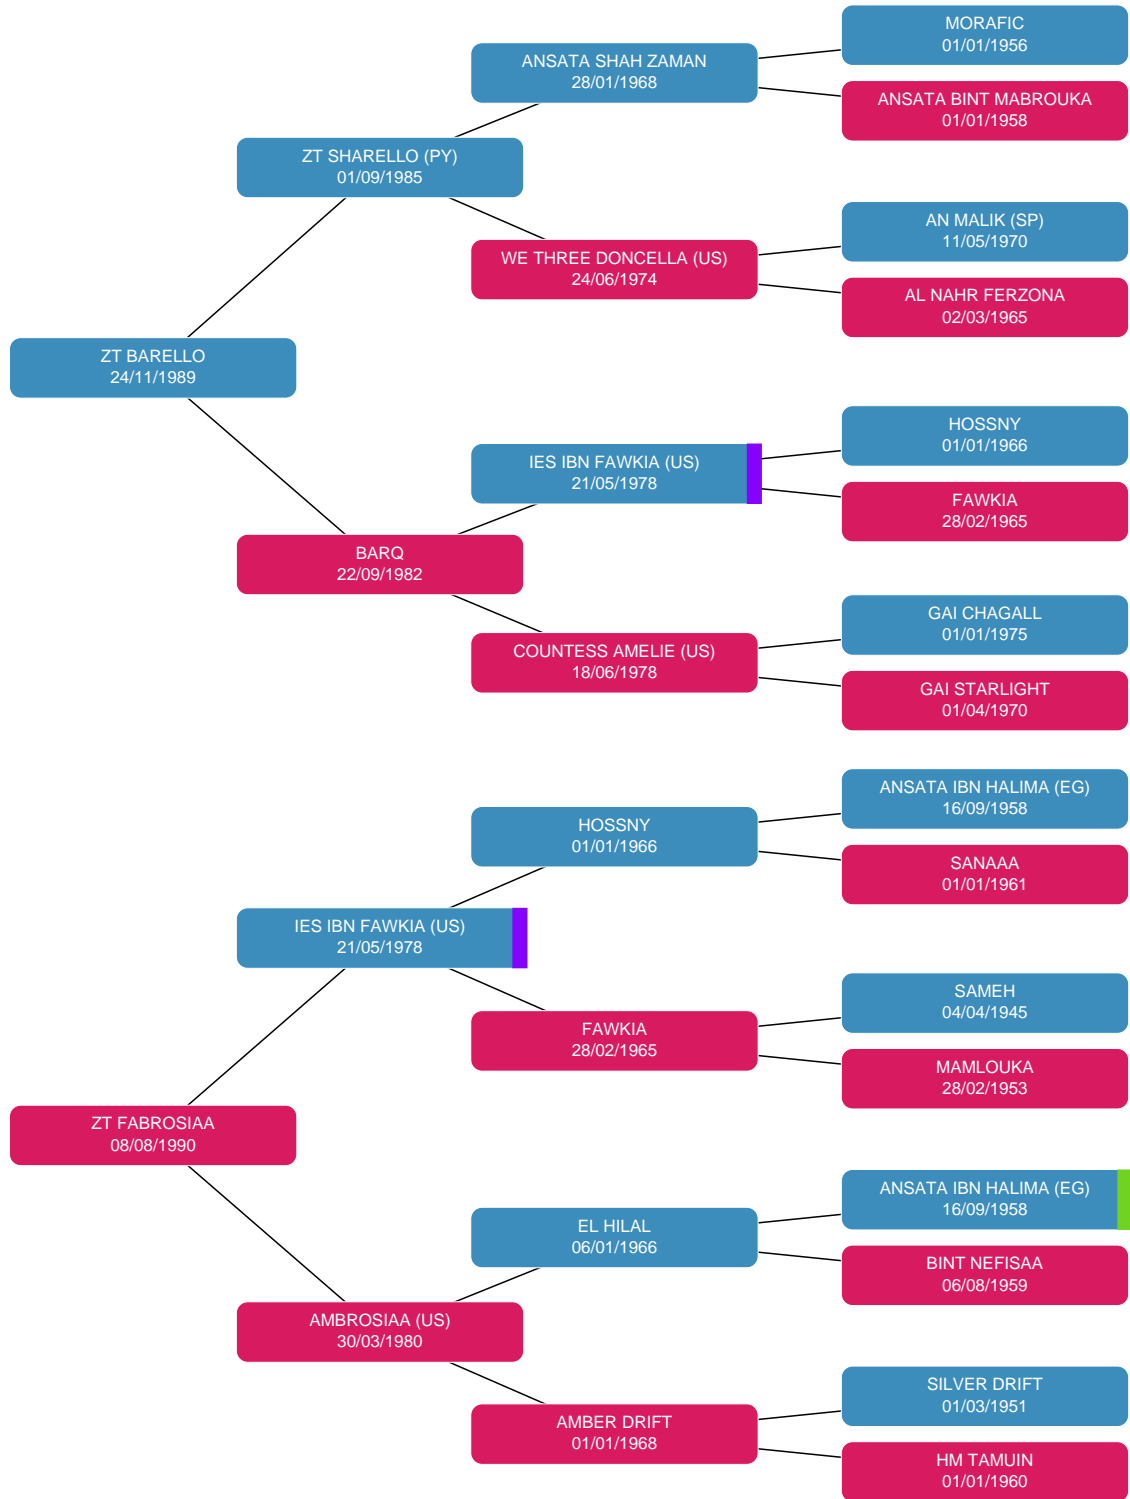 MORAFIC
01/01/1956
ANSATA SHAH ZAMAN
28/01/1968
ANSATA BINT MABROUKA
01/01/1958
ZT SHARELLO (PY)
01/09/1985
AN MALIK (SP)
11/05/1970
WE THREE DONCELLA (US)
24/06/1974
AL NAHR FERZONA
02/03/1965
ZT BARELLO
24/11/1989
HOSSNY
01/01/1966
IES IBN FAWKIA (US)
21/05/1978
FAWKIA
28/02/1965
BARQ
22/09/1982
GAI CHAGALL
01/01/1975
COUNTESS AMELIE (US)
18/06/1978
GAI STARLIGHT
01/04/1970
ANSATA IBN HALIMA (EG)
16/09/1958
HOSSNY
01/01/1966
SANAAA
01/01/1961
IES IBN FAWKIA (US)
21/05/1978
SAMEH
04/04/1945
FAWKIA
28/02/1965
MAMLOUKA
28/02/1953
ZT FABROSIAA
08/08/1990
ANSATA IBN HALIMA (EG)
16/09/1958
EL HILAL
06/01/1966
BINT NEFISAA
06/08/1959
AMBROSIAA (US)
30/03/1980
SILVER DRIFT
01/03/1951
AMBER DRIFT
01/01/1968
HM TAMUIN
01/01/1960